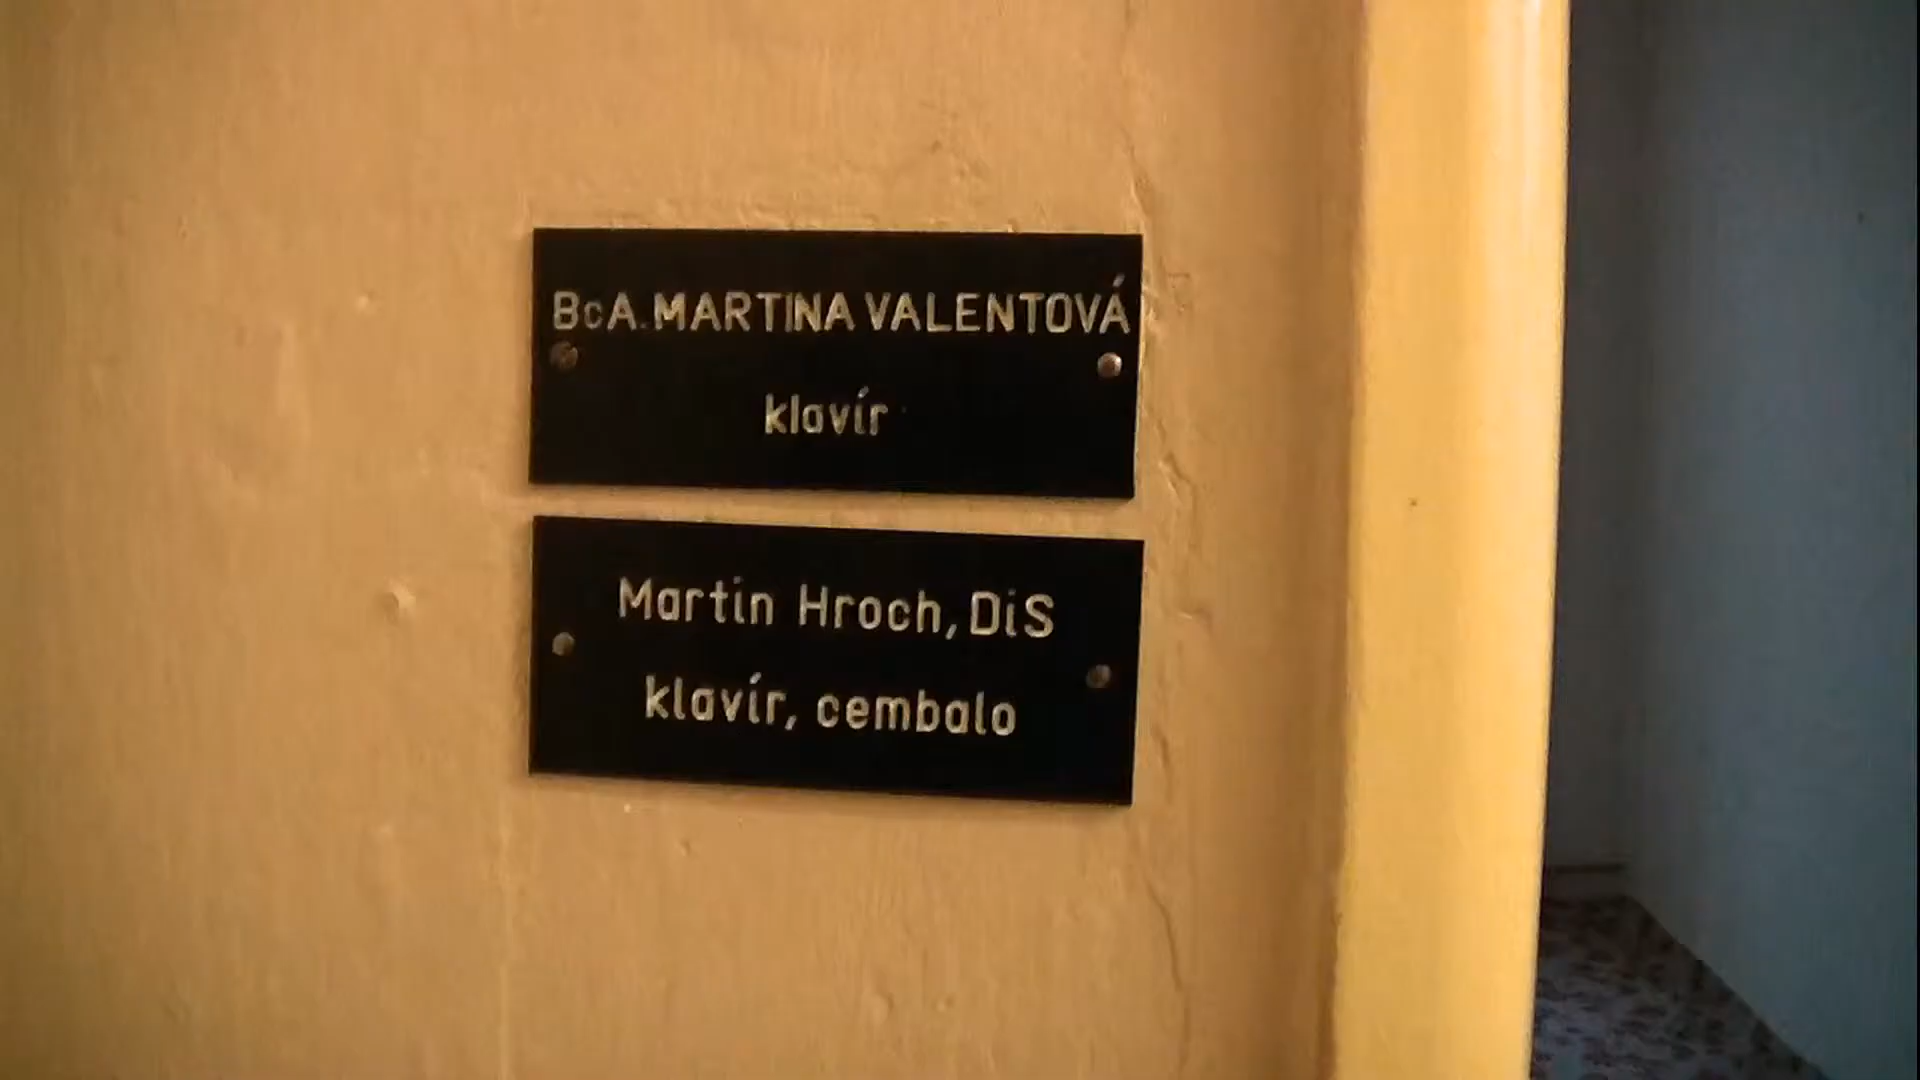 BcA. MARTINA VALENTOVÁ
klavír
Martin Hroch, DiS
klavír, cembalo